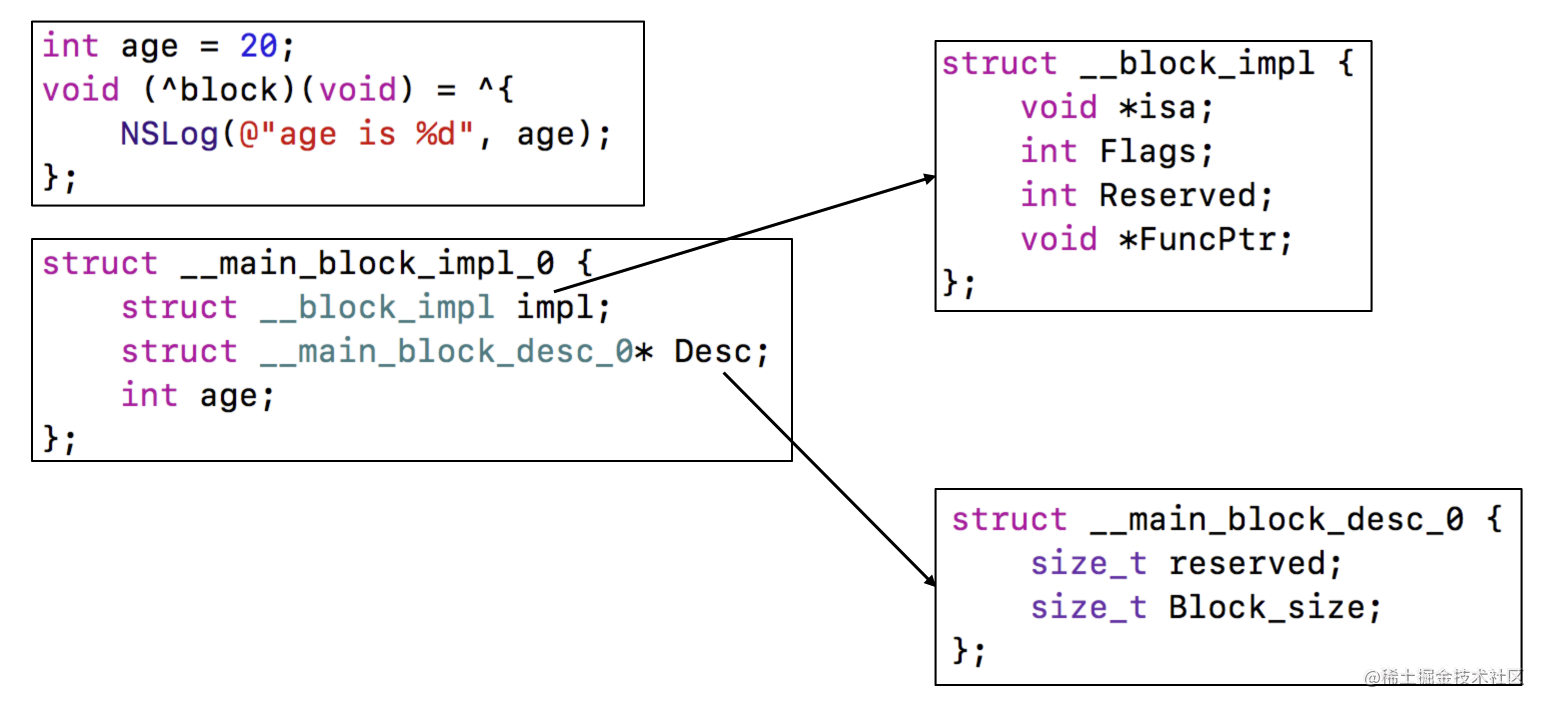 int age = 20;
void (^block)(void) = ^{
    NSLog(@"age is %d", age);
};
struct __main_block_impl_0 {
    struct __block_impl impl;
    struct __main_block_desc_0* Desc;
    int age;
};
struct __block_impl {
    void *isa;
    int Flags;
    int Reserved;
    void *FuncPtr;
};
struct __main_block_desc_0 {
    size_t reserved;
    size_t Block_size;
};
@稀土掘金技术社区